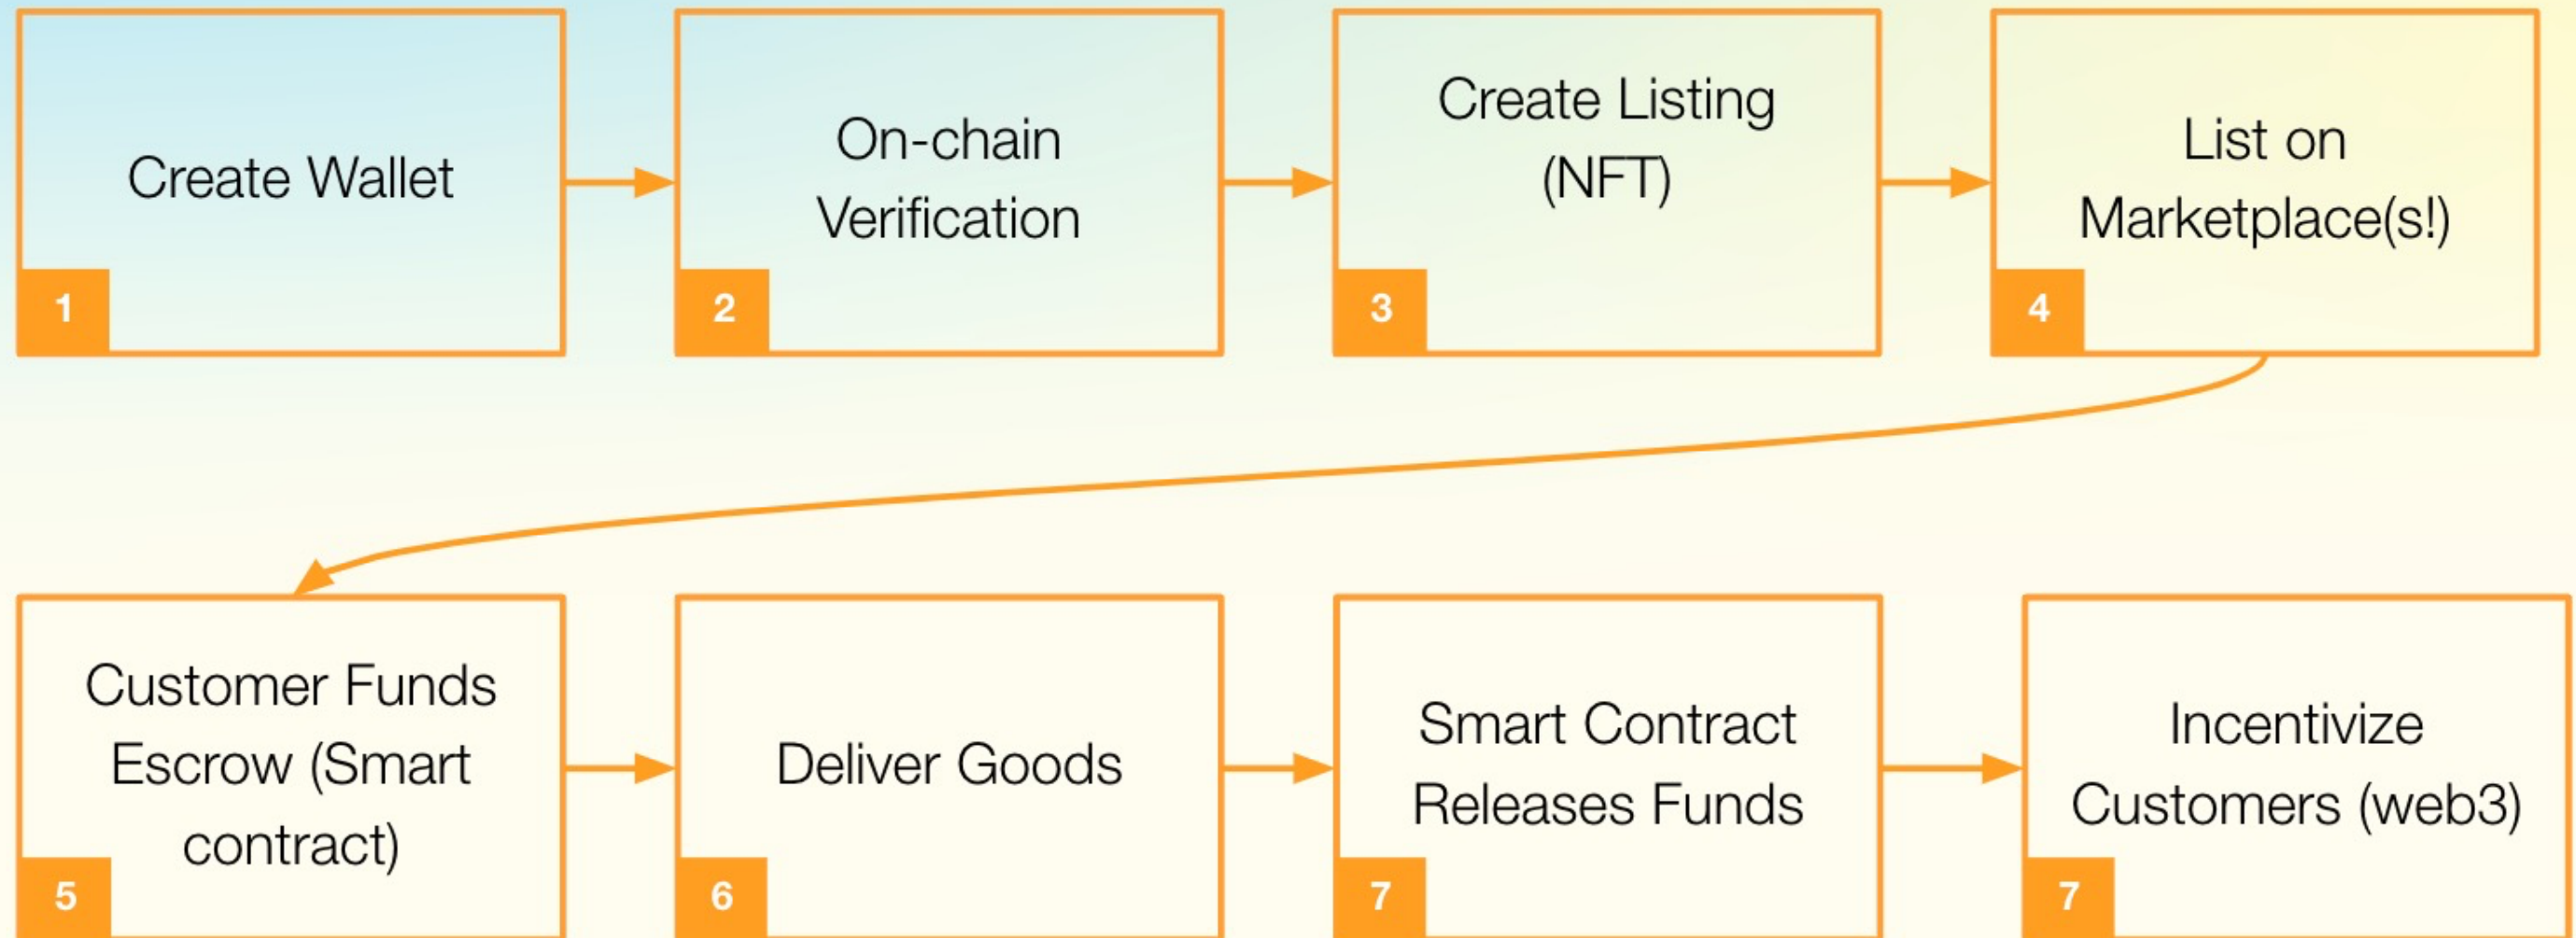 Create Wallet
1
On-chain
Verification
2
Create Listing
(NFT)
3
List on
Marketplace(s!)
4
Customer Funds
Escrow (Smart
contract)
5
Deliver Goods
6
Smart Contract
Releases Funds
7
Incentivize
Customers (web3)
7